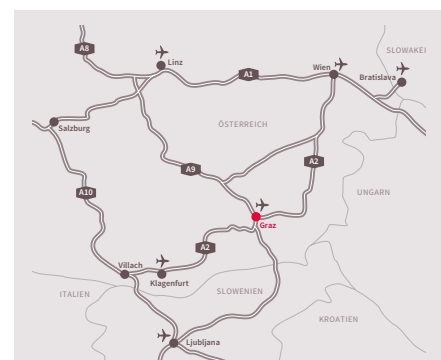 A8
SLOWAKEI
Linz
Wien
A1
Bratislava
Salzburg
ÖSTERREICH
A9
A2
A10
UNGARN
Graz
A2
Villach
Klagenfurt
ITALIEN
SLOWENIEN
KROATIEN
Ljubljana